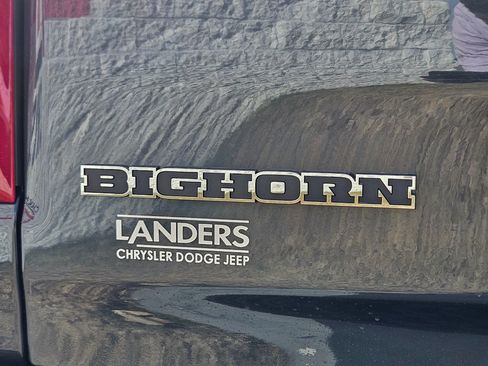 BIGHORN
LANDERS
CHRYSLER DODGE JEEP